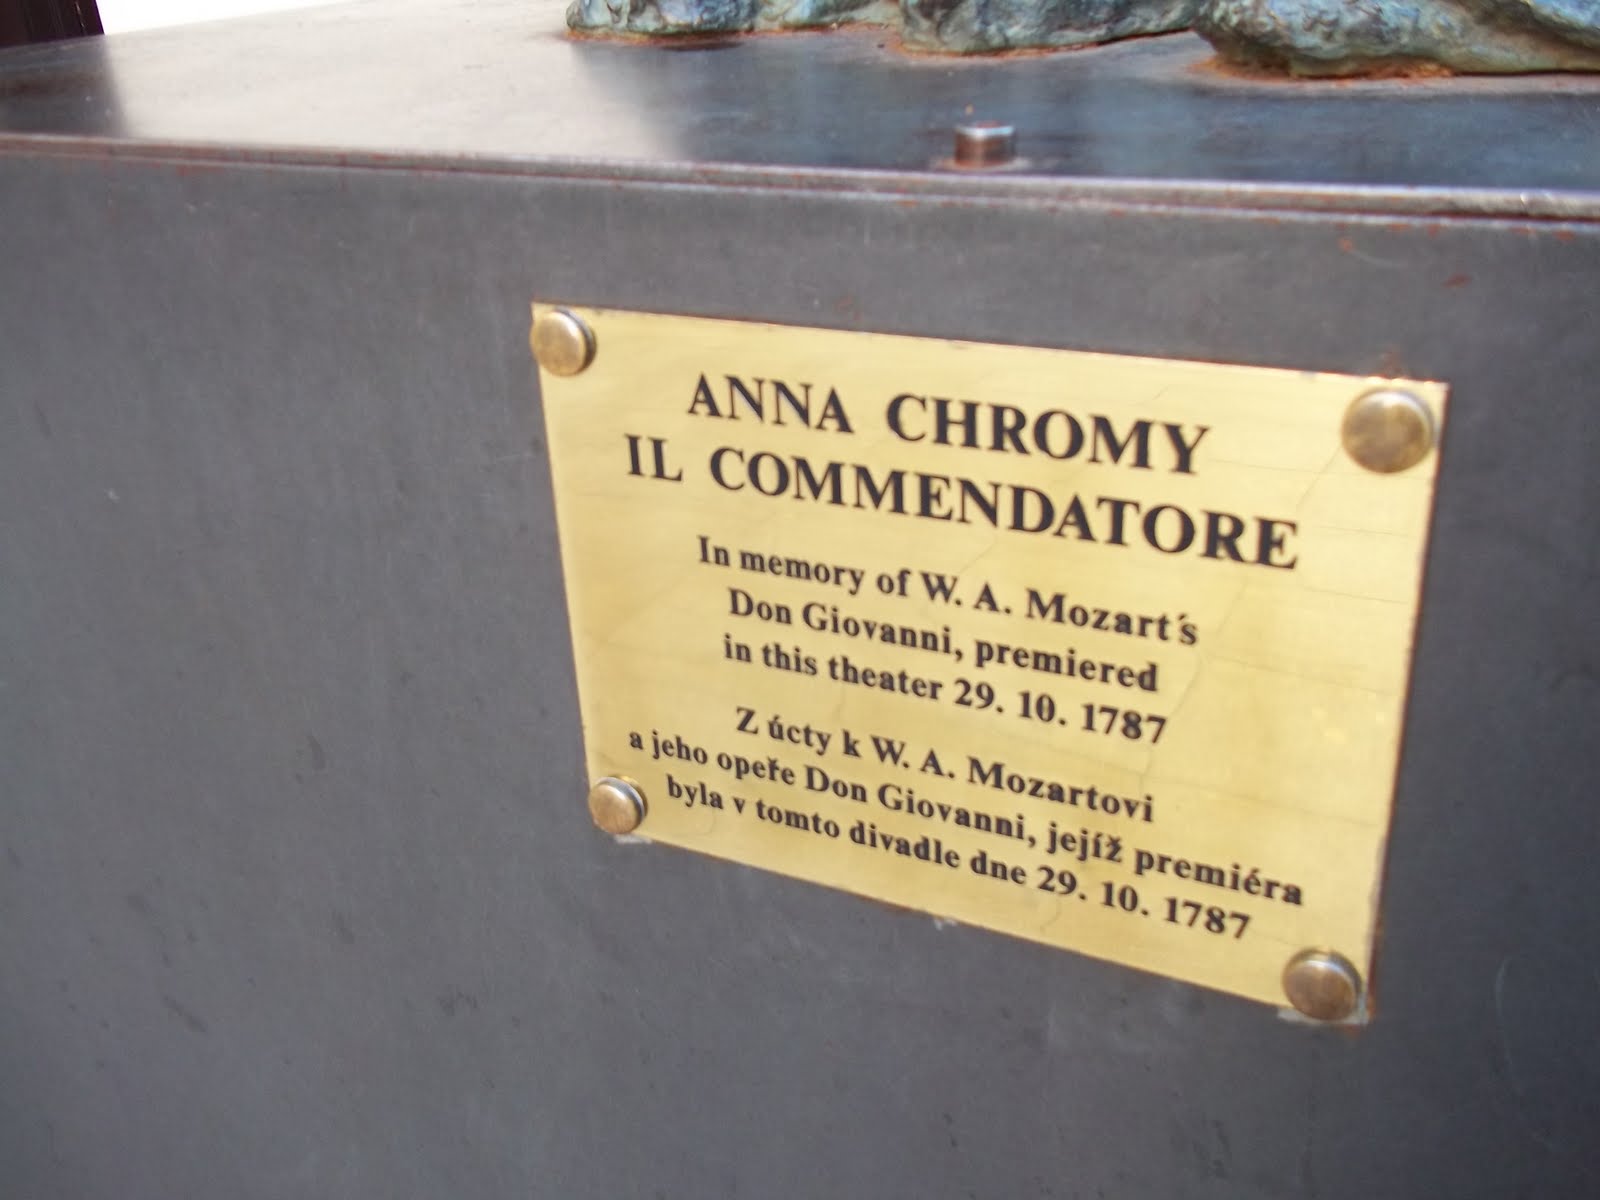 ANNA CHROMY
IL COMMENDATORE
In memory of W. A. Mozart´s
Don Giovanni, premiered
in this theater 29. 10. 1787
Z úcty k W. A. Mozartovi
a jeho opeře Don Giovanni, jejíž premiéra
byla v tomto divadle dne 29. 10. 1787